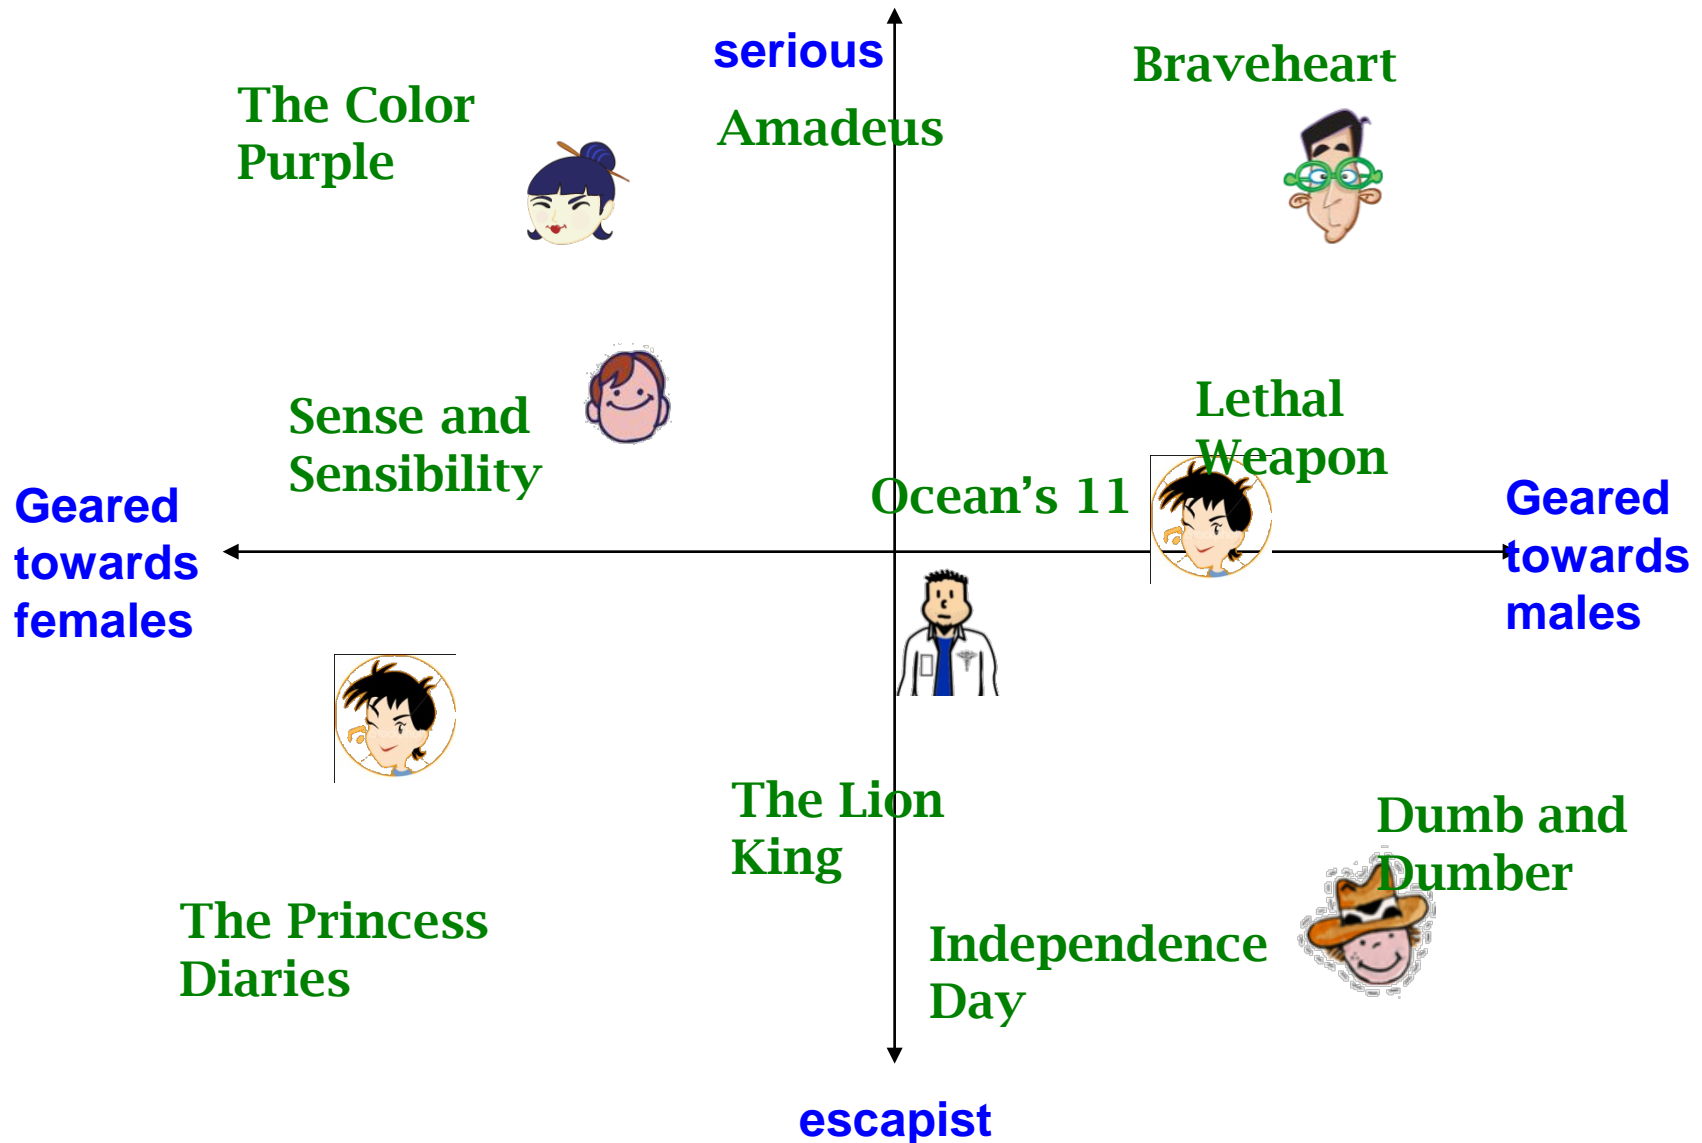 serious
Braveheart
The Color
Purple
Amadeus
Lethal
Weapon
Sense and
Sensibility
Ocean's 11
Geared
towards
females
Geared
towards
males
The Lion
King
Dumb and
Dumber
The Princess
Diaries
Independence
Day
escapist